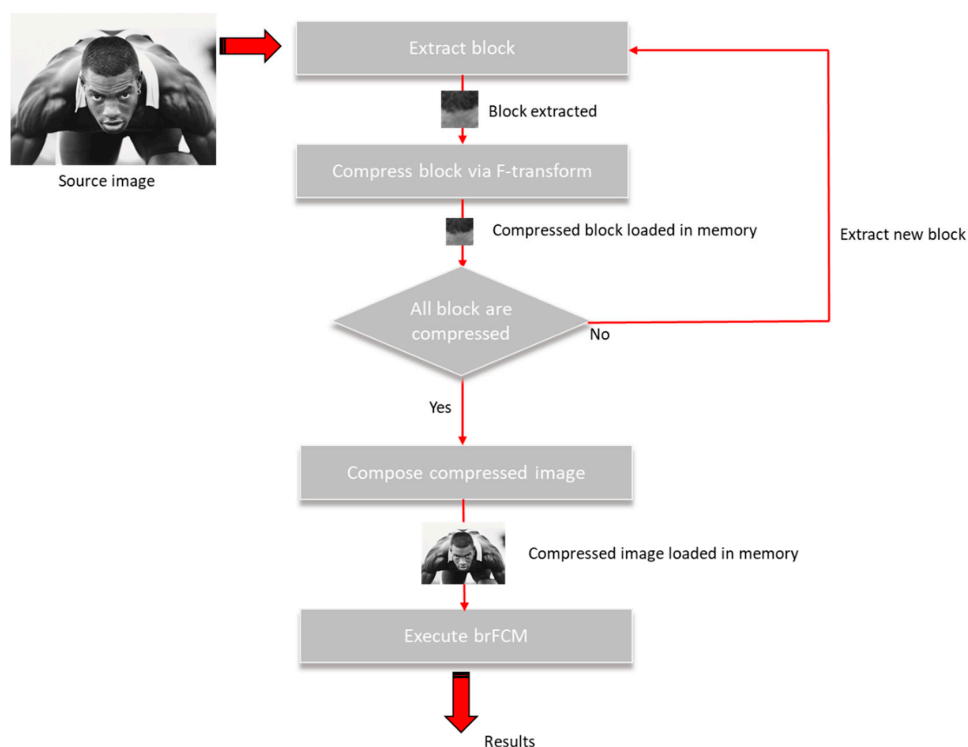 Extract block
Block extracted
Source image
Compress block via F-transform
Compressed block loaded in memory
Extract new block
All block are
compressed
No
Yes
Compose compressed image
Compressed image loaded in memory
Execute brFCM
Results